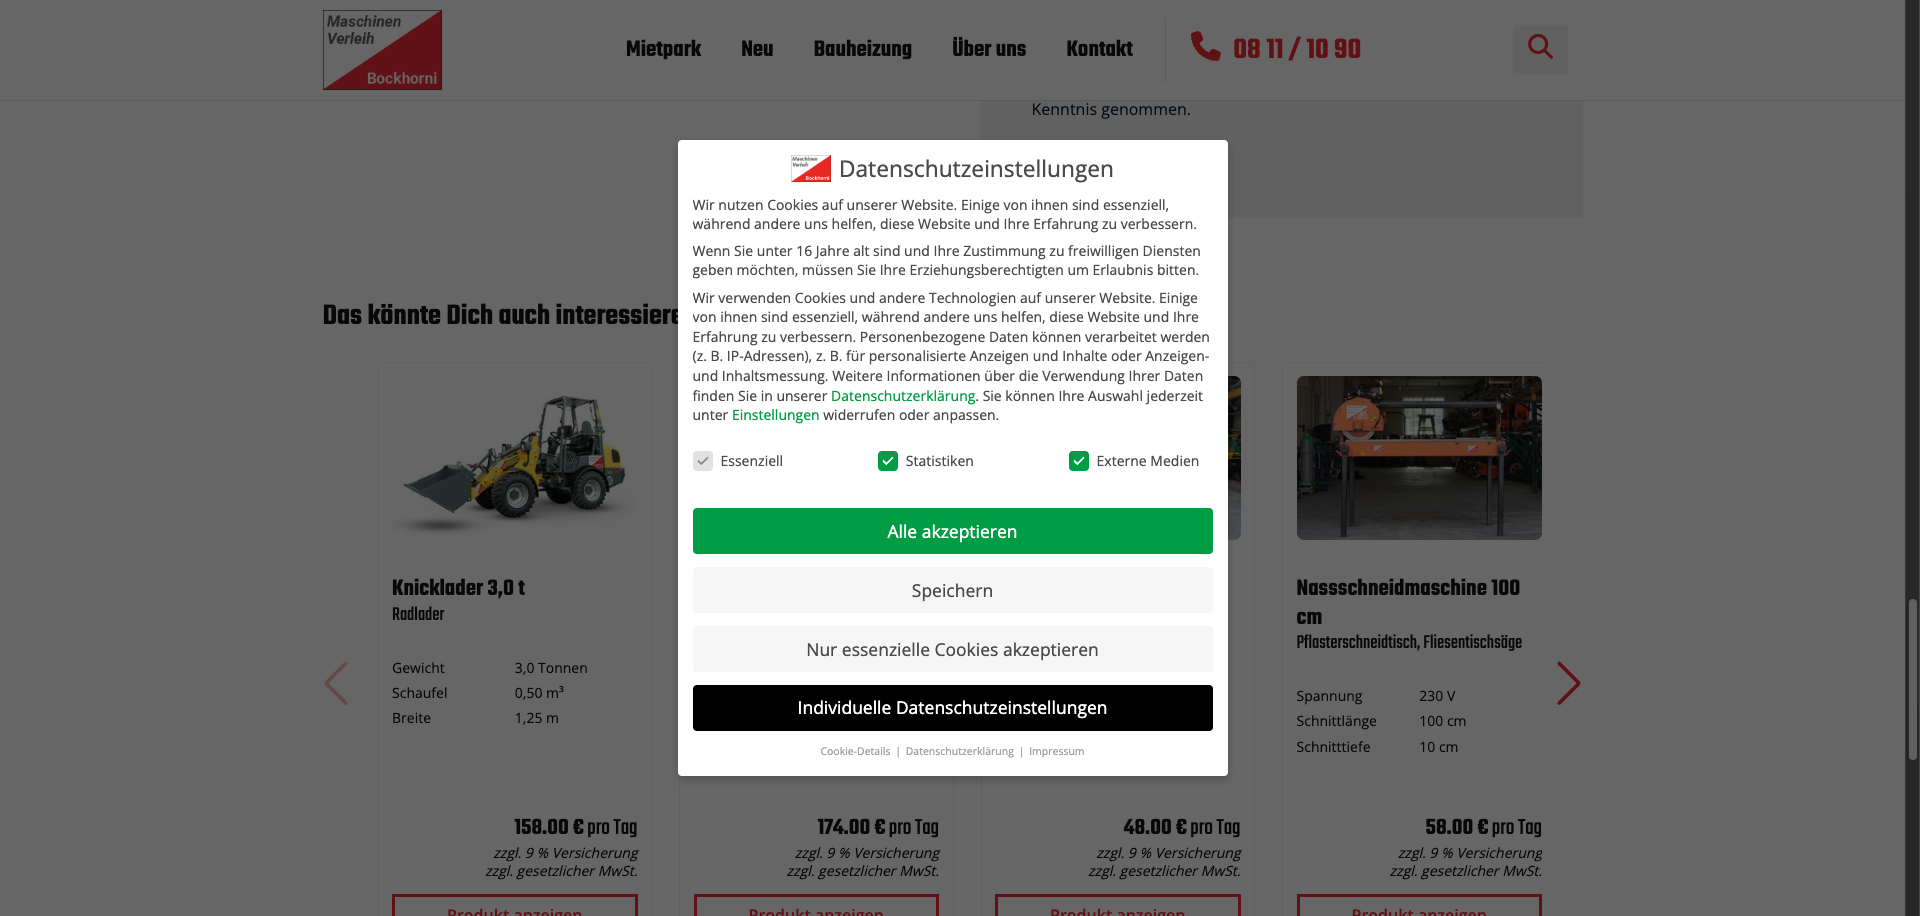 Maschinen
Verleih
Bockhorni
Mietpark
Neu
Bauheizung
Über uns
Kontakt
08 11 / 10 90
Kenntnis genommen.
Maschinen
Verleih
Bockhorni
Datenschutzeinstellungen
Wir nutzen Cookies auf unserer Website. Einige von ihnen sind essenziell,
während andere uns helfen, diese Website und Ihre Erfahrung zu verbessern.
Wenn Sie unter 16 Jahre alt sind und Ihre Zustimmung zu freiwilligen Diensten
geben möchten, müssen Sie Ihre Erziehungsberechtigten um Erlaubnis bitten.
Wir verwenden Cookies und andere Technologien auf unserer Website. Einige
von ihnen sind essenziell, während andere uns helfen, diese Website und Ihre
Erfahrung zu verbessern. Personenbezogene Daten können verarbeitet werden
(z. B. IP-Adressen), z. B. für personalisierte Anzeigen und Inhalte oder Anzeigen-
und Inhaltsmessung. Weitere Informationen über die Verwendung Ihrer Daten
finden Sie in unserer Datenschutzerklärung. Sie können Ihre Auswahl jederzeit
unter Einstellungen widerrufen oder anpassen.
Essenziell
Statistiken
Externe Medien
Alle akzeptieren
Speichern
Nur essenzielle Cookies akzeptieren
Individuelle Datenschutzeinstellungen
Cookie-Details | Datenschutzerklärung | Impressum
Das könnte Dich auch interessiere
Knicklader 3,0 t
Radlader
Gewicht 3,0 Tonnen
Schaufel 0,50 m³
Breite 1,25 m
158.00 € pro Tag
zzgl. 9 % Versicherung
zzgl. gesetzlicher MwSt.
Produkt anzeigen
174.00 € pro Tag
zzgl. 9 % Versicherung
zzgl. gesetzlicher MwSt.
Produkt anzeigen
48.00 € pro Tag
zzgl. 9 % Versicherung
zzgl. gesetzlicher MwSt.
Produkt anzeigen
Nassschneidmaschine 100
cm
Pflasterschneidtisch, Fliesentischsäge
Spannung 230 V
Schnittlänge 100 cm
Schnitttiefe 10 cm
58.00 € pro Tag
zzgl. 9 % Versicherung
zzgl. gesetzlicher MwSt.
Produkt anzeigen